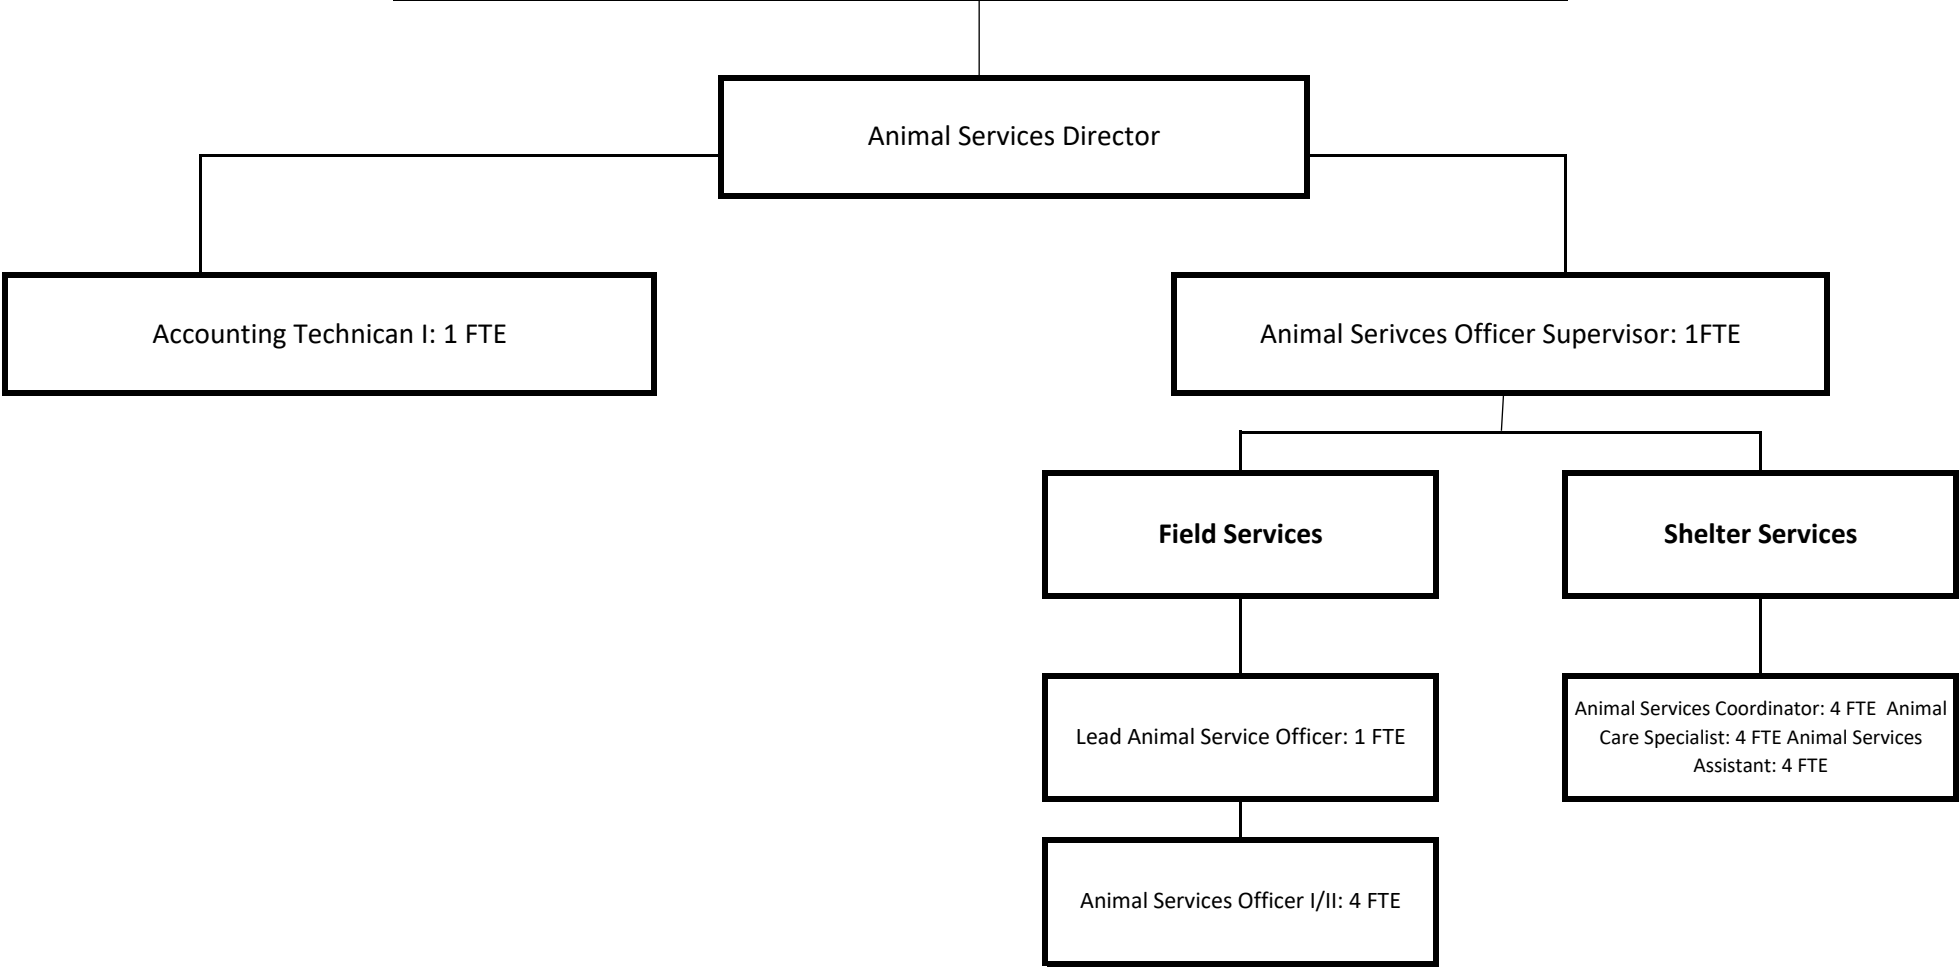 Animal Services Director
Accounting Technican I: 1 FTE
Animal Serivces Officer Supervisor: 1FTE
Field Services
Shelter Services
Lead Animal Service Officer: 1 FTE
Animal Services Coordinator: 4 FTE  Animal
Care Specialist: 4 FTE Animal Services
Assistant: 4 FTE
Animal Services Officer I/II: 4 FTE